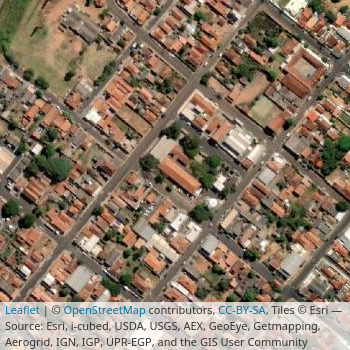 Leaflet | © OpenStreetMap contributors, CC-BY-SA, Tiles © Esri —
Source: Esri, i-cubed, USDA, USGS, AEX, GeoEye, Getmapping,
Aerogrid, IGN, IGP, UPR-EGP, and the GIS User Community